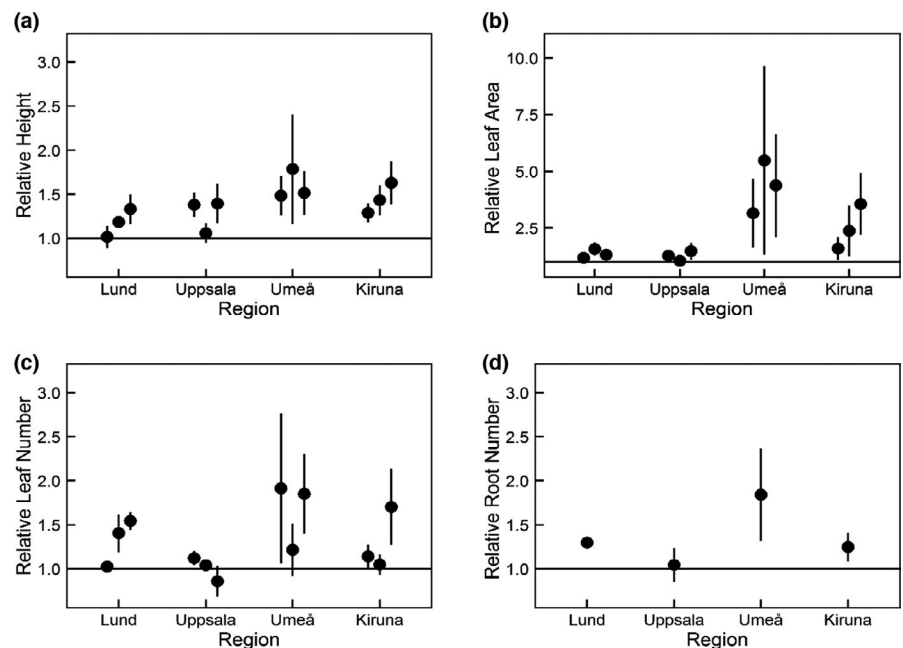 (a)
Relative Height
3.0
2.5
2.0
1.5
1.0
Lund Uppsala Umeå Kiruna
Region
(b)
Relative Leaf Area
10.0
7.5
5.0
2.5
Lund Uppsala Umeå Kiruna
Region
(c)
Relative Leaf Number
3.0
2.5
2.0
1.5
1.0
Lund Uppsala Umeå Kiruna
Region
(d)
Relative Root Number
3.0
2.5
2.0
1.5
1.0
Lund Uppsala Umeå Kiruna
Region